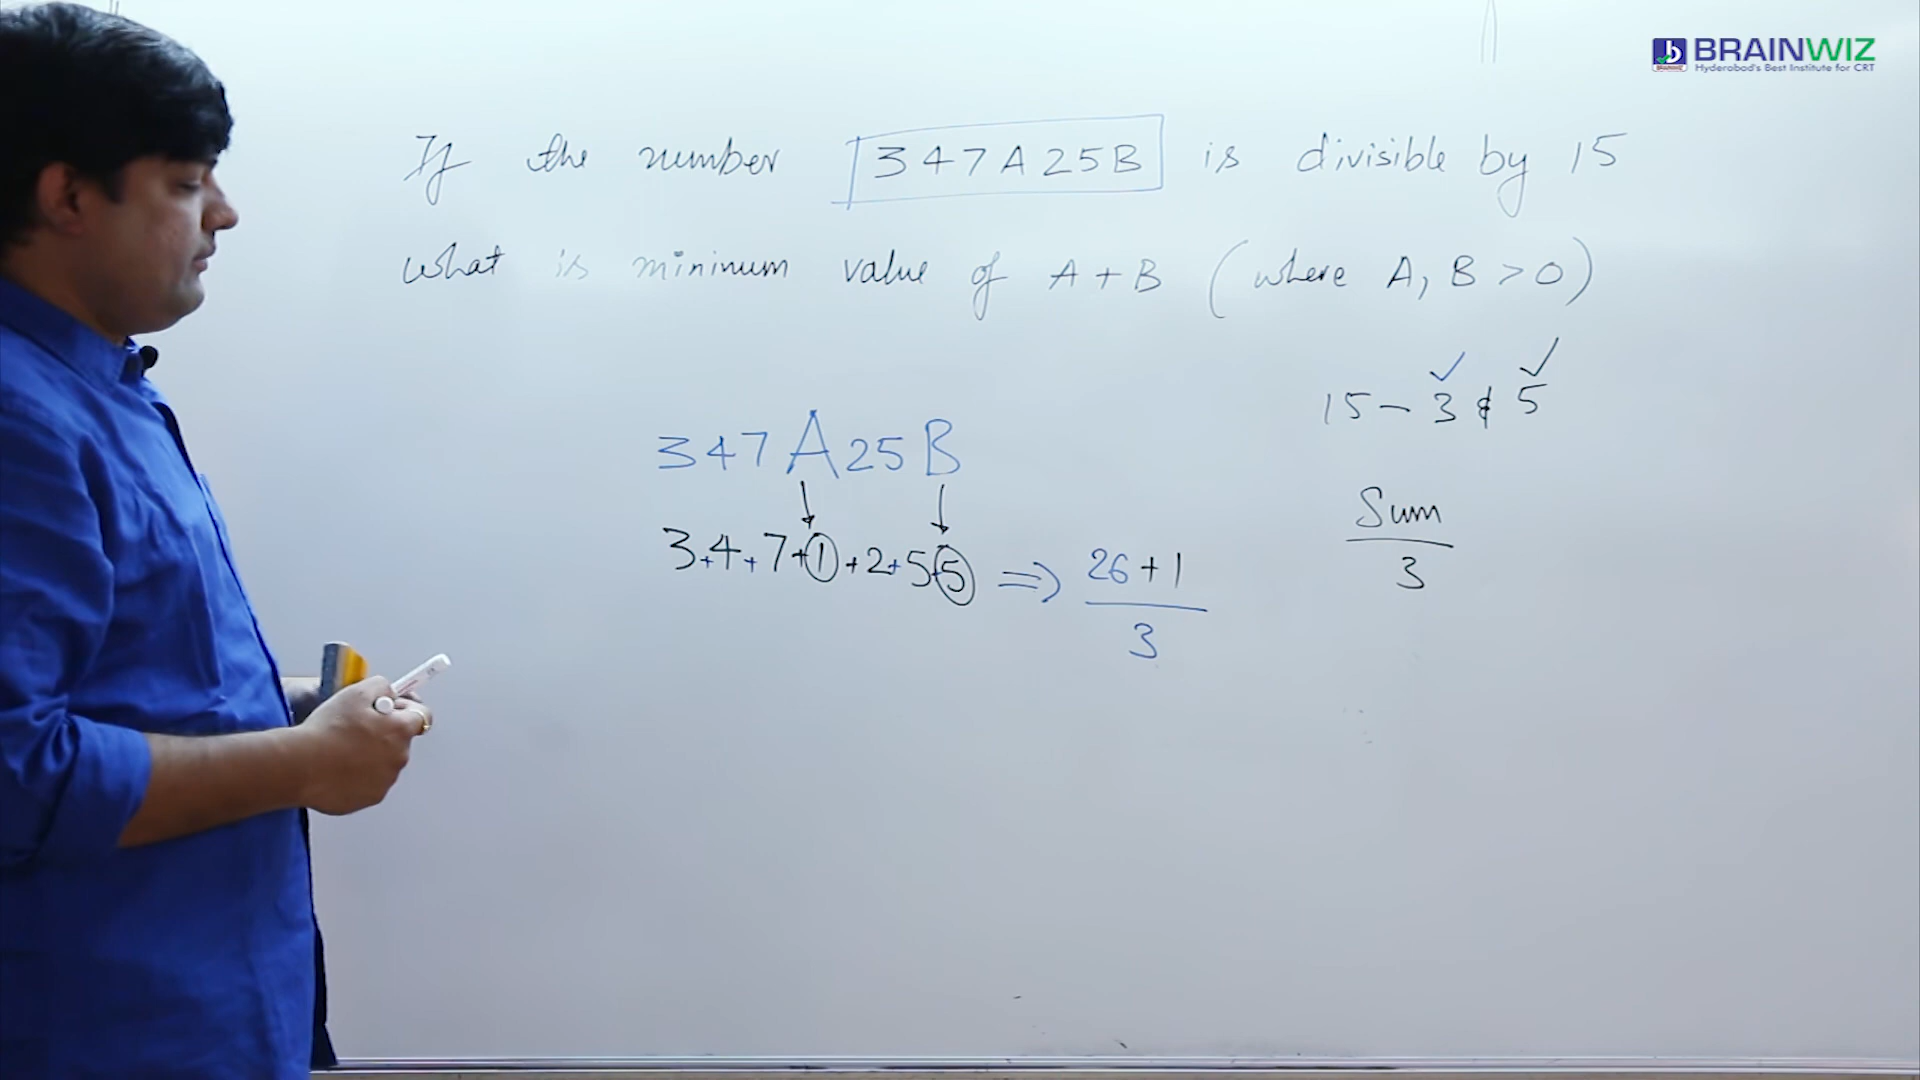 BRAINWIZ
Hyderabad's Best Institute for CRT
If the number 347A25B is divisible by 15
what is mininum value of A+B (where A, B > 0)
15 - 3 & 5
347A25B
Sum
3
3+4+7+1+2+5+5 ⇒ 26+1
3